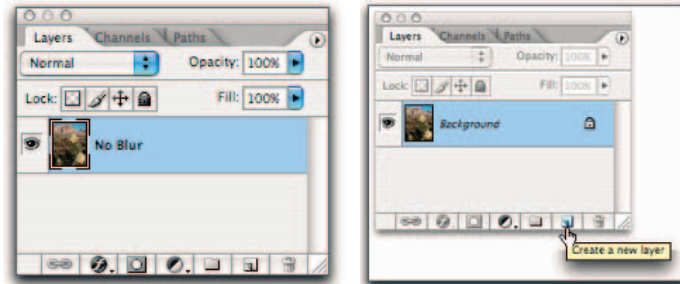 Layers Channels Paths
Normal Opacity: 100%
Lock: Fill: 100%
No Blur
Layers Channels Paths
Normal Opacity: 100%
Lock: Fill: 100%
Background
Create a new layer